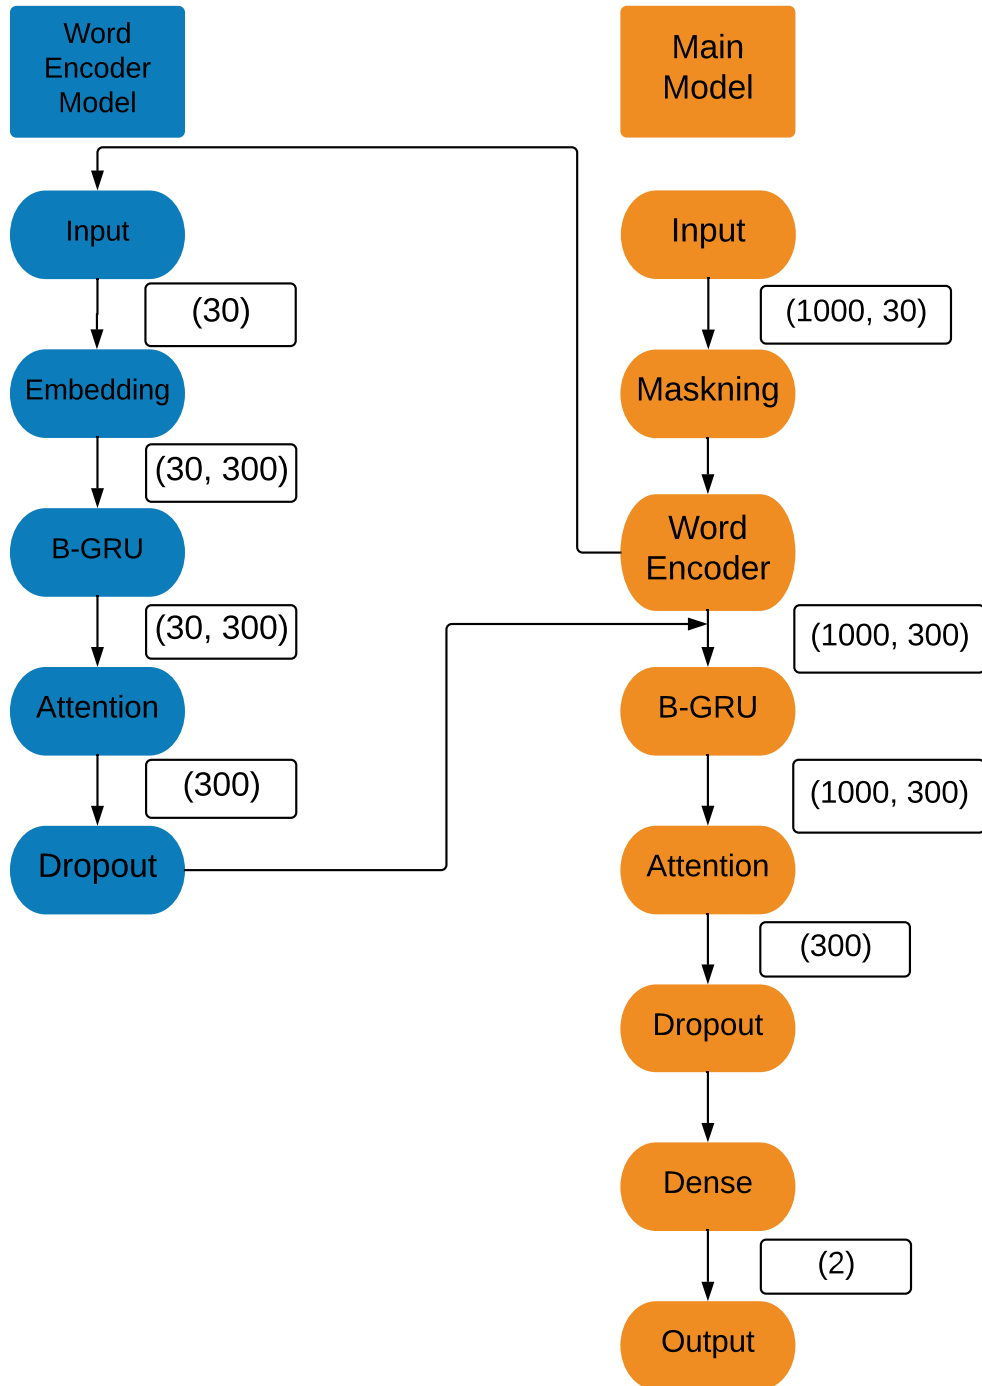 Word
Encoder
Model
Input
(30)
Embedding
(30, 300)
B-GRU
(30, 300)
Attention
(300)
Dropout
Main
Model
Input
(1000, 30)
Maskning
Word
Encoder
(1000, 300)
B-GRU
(1000, 300)
Attention
(300)
Dropout
Dense
(2)
Output